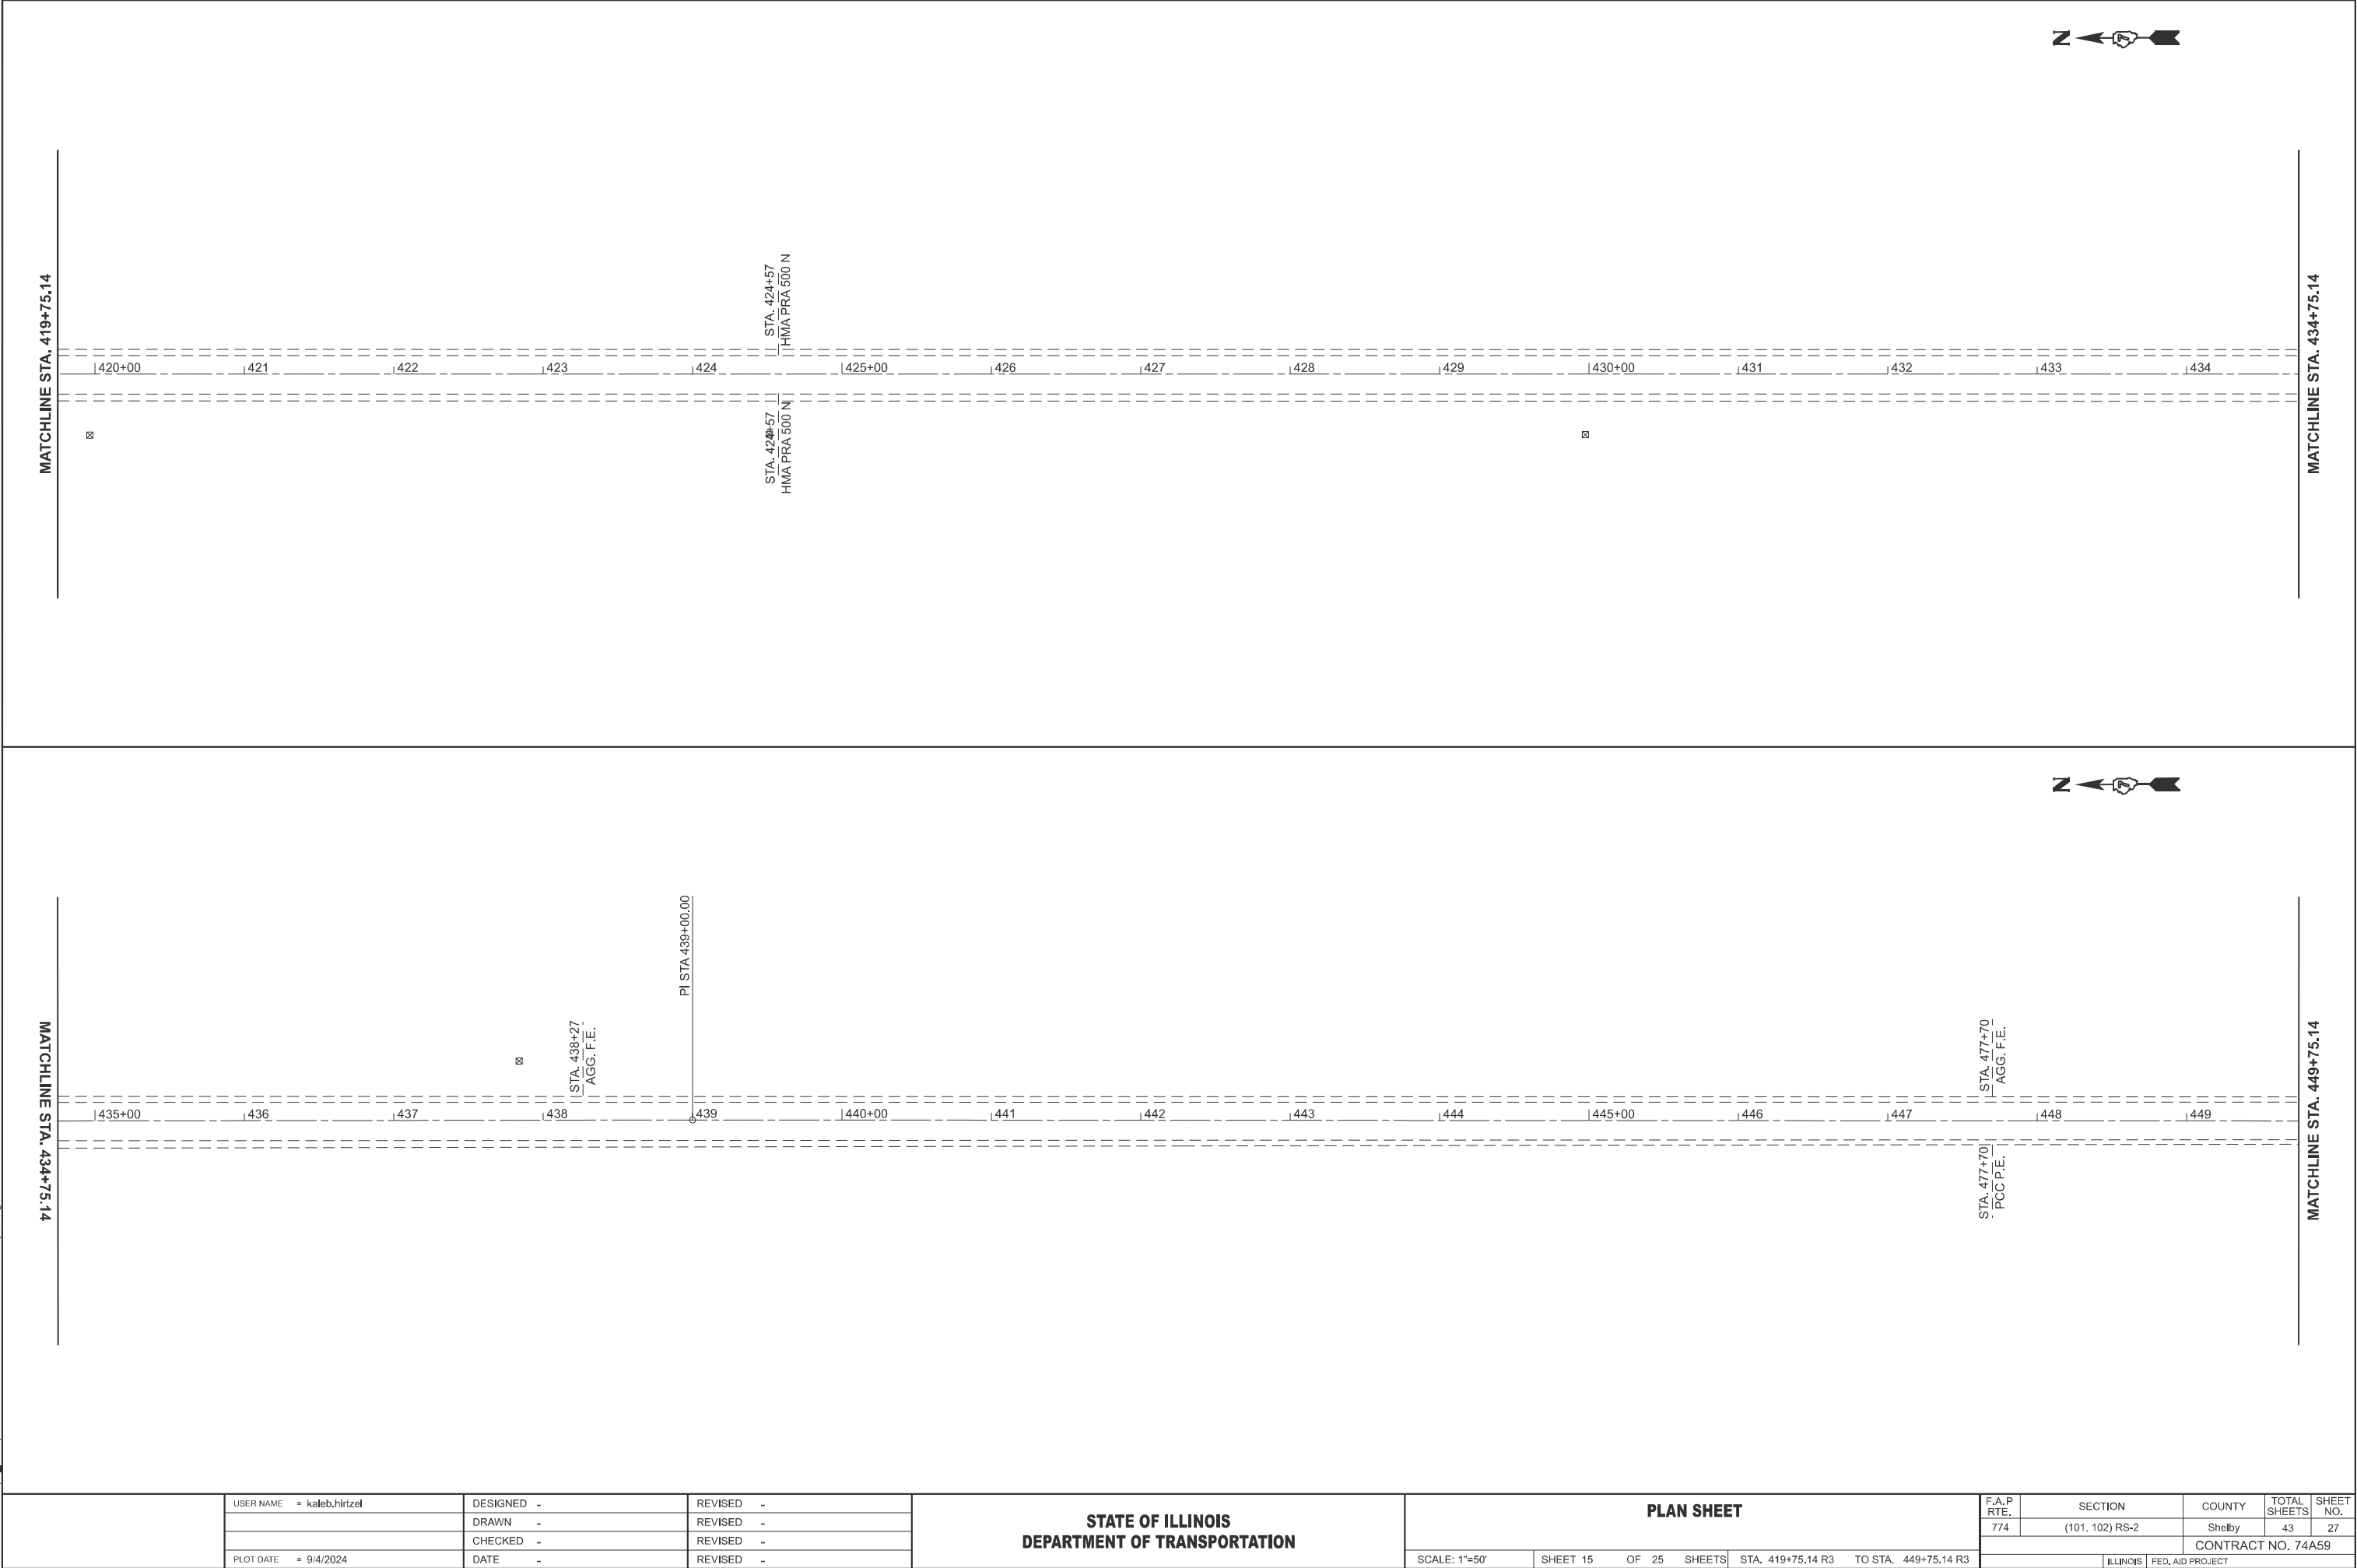 N
MATCHLINE STA. 419+75.14
STA. 424+57
HMA PRA 500 N
420+00 421 422 423 424 425+00 426 427 428 429 430+00 431 432 433 434
STA. 424+57
HMA PRA 500 N
MATCHLINE STA. 434+75.14
N
MATCHLINE STA. 434+75.14
STA. 438+27
AGG. F.E.
PI STA 439+00.00
STA. 477+70
AGG. F.E.
435+00 436 437 438 439 440+00 441 442 443 444 445+00 446 447 448 449
STA. 477+70
PCC P.E.
MATCHLINE STA. 449+75.14
USER NAME = kaleb.hirtzel
PLOT DATE = 9/4/2024
DESIGNED -
DRAWN -
CHECKED -
DATE -
REVISED -
REVISED -
REVISED -
REVISED -
STATE OF ILLINOIS
DEPARTMENT OF TRANSPORTATION
PLAN SHEET
SCALE: 1"=50' SHEET 15 OF 25 SHEETS STA. 419+75.14 R3 TO STA. 449+75.14 R3
F.A.P RTE. SECTION COUNTY TOTAL SHEETS SHEET NO.
774 (101, 102) RS-2 Shelby 43 27
CONTRACT NO. 74A59
ILLINOIS FED. AID PROJECT